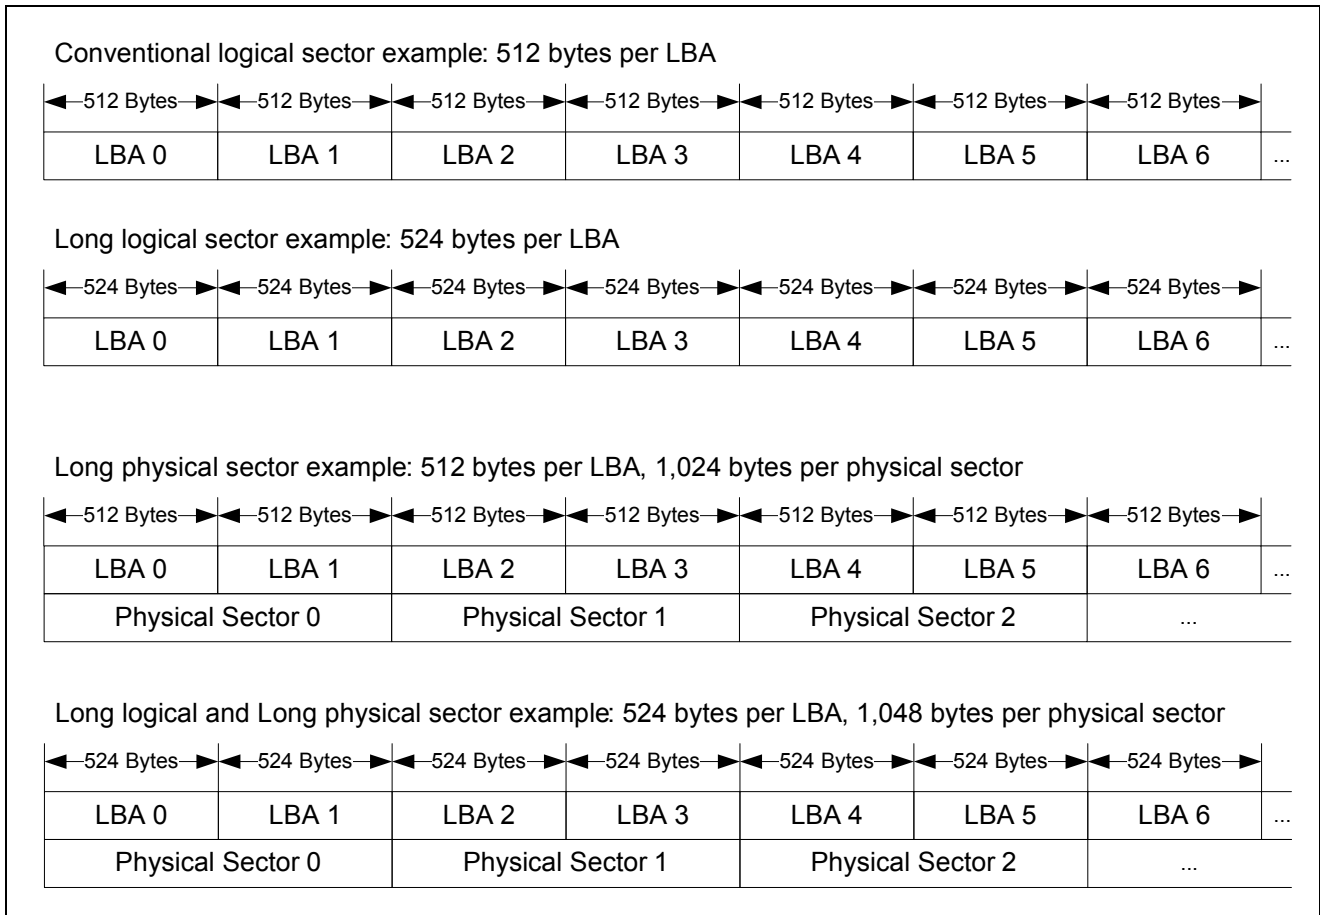 Conventional logical sector example: 512 bytes per LBA
512 Bytes 512 Bytes 512 Bytes 512 Bytes 512 Bytes 512 Bytes 512 Bytes
LBA 0 LBA 1 LBA 2 LBA 3 LBA 4 LBA 5 LBA 6 ...
Long logical sector example: 524 bytes per LBA
524 Bytes 524 Bytes 524 Bytes 524 Bytes 524 Bytes 524 Bytes 524 Bytes
LBA 0 LBA 1 LBA 2 LBA 3 LBA 4 LBA 5 LBA 6 ...
Long physical sector example: 512 bytes per LBA, 1,024 bytes per physical sector
512 Bytes 512 Bytes 512 Bytes 512 Bytes 512 Bytes 512 Bytes 512 Bytes
LBA 0 LBA 1 LBA 2 LBA 3 LBA 4 LBA 5 LBA 6 ...
Physical Sector 0 Physical Sector 1 Physical Sector 2 ...
Long logical and Long physical sector example: 524 bytes per LBA, 1,048 bytes per physical sector
524 Bytes 524 Bytes 524 Bytes 524 Bytes 524 Bytes 524 Bytes 524 Bytes
LBA 0 LBA 1 LBA 2 LBA 3 LBA 4 LBA 5 LBA 6 ...
Physical Sector 0 Physical Sector 1 Physical Sector 2 ...